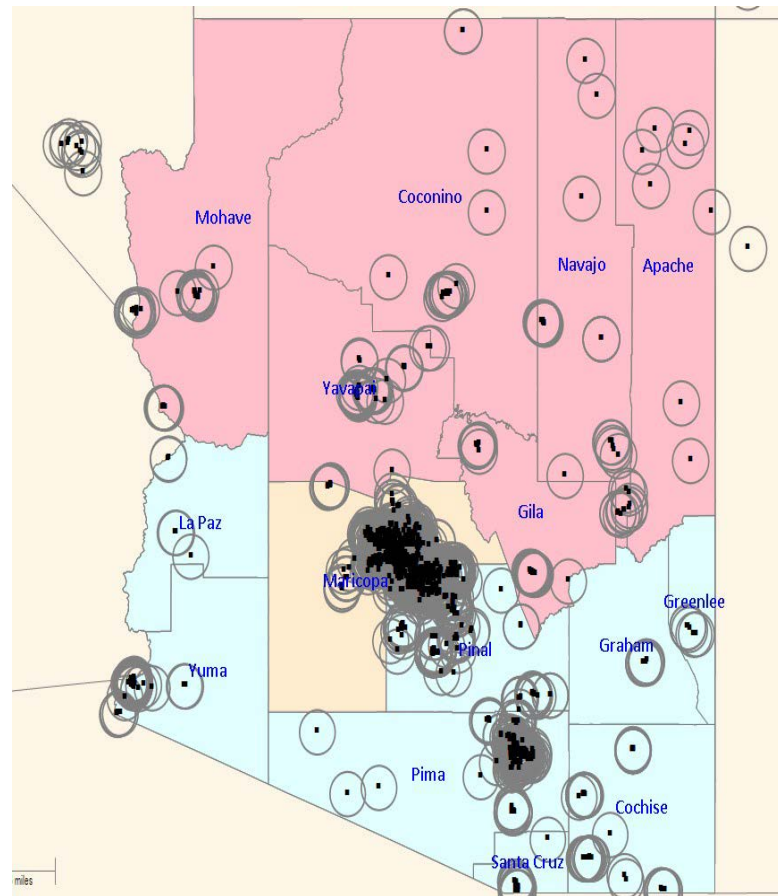 Mohave
Coconino
Navajo
Apache
Yavapai
La Paz
Gila
Maricopa
Greenlee
Graham
Pinal
Yuma
Pima
Cochise
Santa Cruz
miles